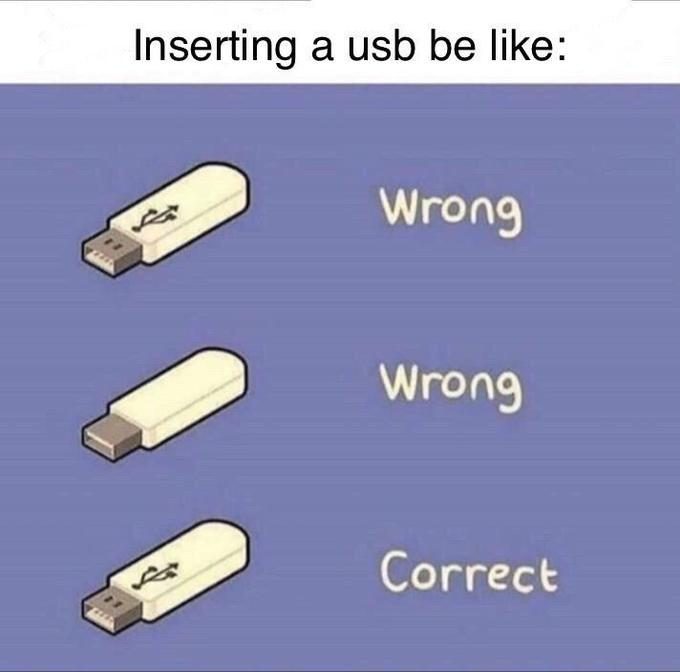 Inserting a usb be like:
Wrong
Wrong
Correct